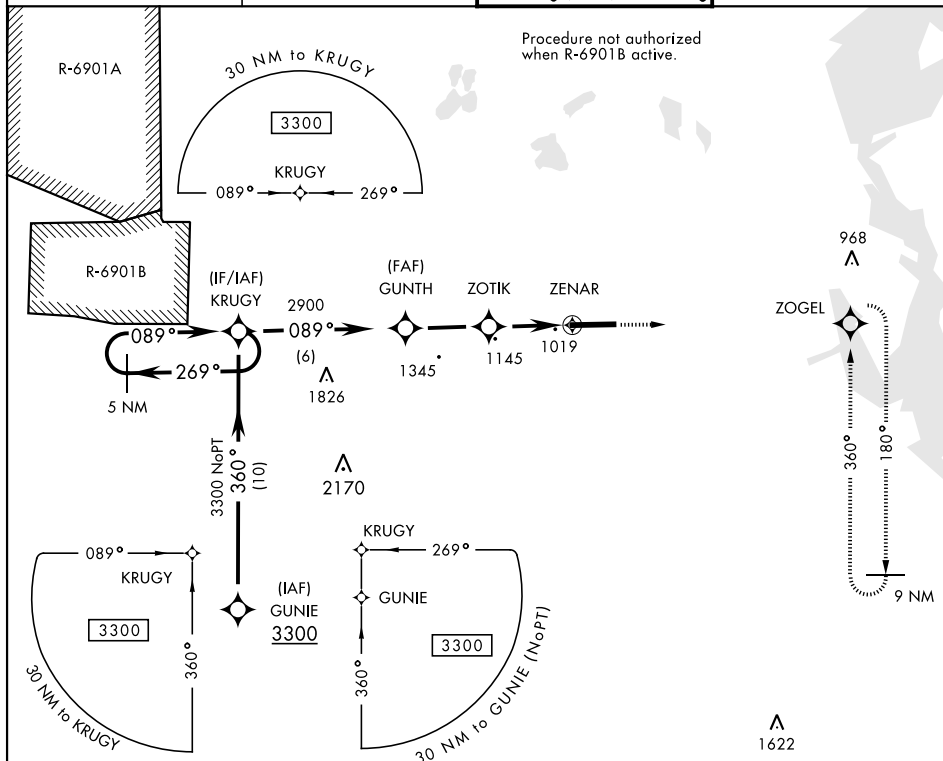 Procedure not authorized
when R-6901B active.
R-6901A
30 NM to KRUGY
3300
KRUGY
089°
269°
R-6901B
968
(IF/IAF)
KRUGY
2900
089°
(6)
(FAF)
GUNTH
ZOTIK
ZENAR
ZOGEL
089°
269°
5 NM
1826
1345
1145
1019
3300 NoPT
360°
(10)
2170
360°
180°
9 NM
089°
KRUGY
3300
360°
30 NM to KRUGY
(IAF)
GUNIE
3300
KRUGY
269°
GUNIE
3300
360°
30 NM to GUNIE (NoPT)
1622